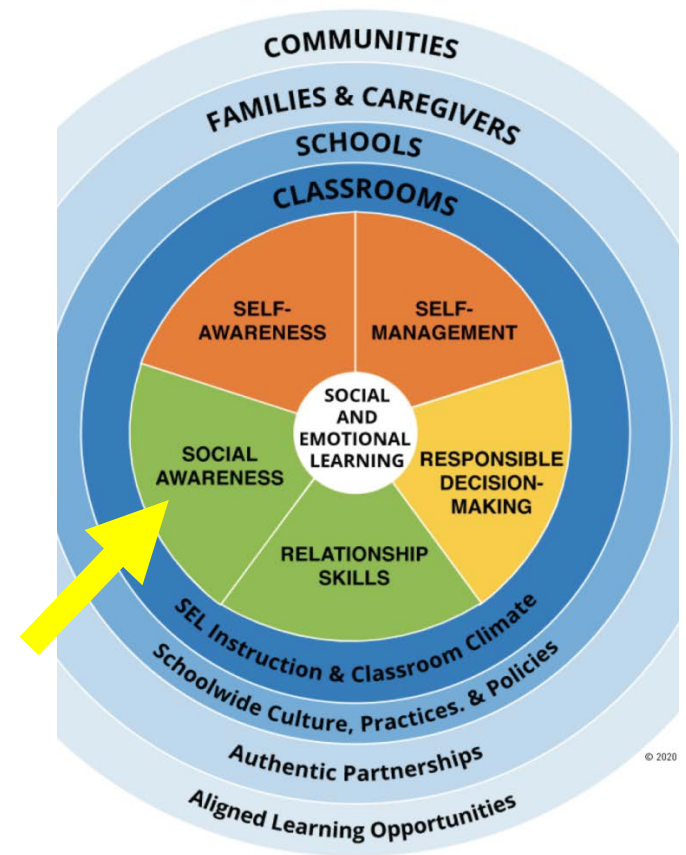 COMMUNITIES
FAMILIES & CAREGIVERS
SCHOOLS
CLASSROOMS
SELF-
AWARENESS
SELF-
MANAGEMENT
SOCIAL
AND
EMOTIONAL
LEARNING
SOCIAL
AWARENESS
RESPONSIBLE
DECISION-
MAKING
RELATIONSHIP
SKILLS
SEL Instruction & Classroom Climate
Schoolwide Culture, Practices. & Policies
Authentic Partnerships
Aligned Learning Opportunities
© 2020